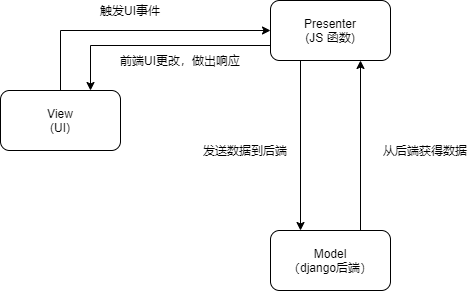 触发UI事件
Presenter
(JS 函数)
前端UI更改，做出响应
View
(UI)
发送数据到后端
从后端获得数据
Model
（django后端）